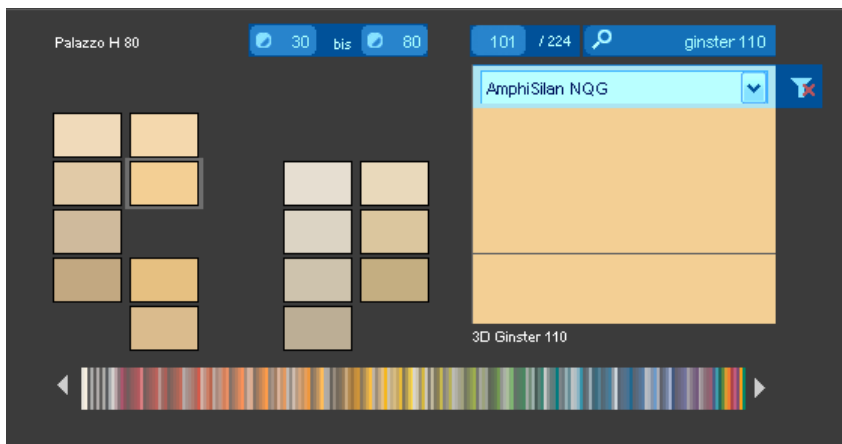 Palazzo H 80
30 bis 80
101 / 224
ginster 110
AmphiSilan NQG
3D Ginster 110